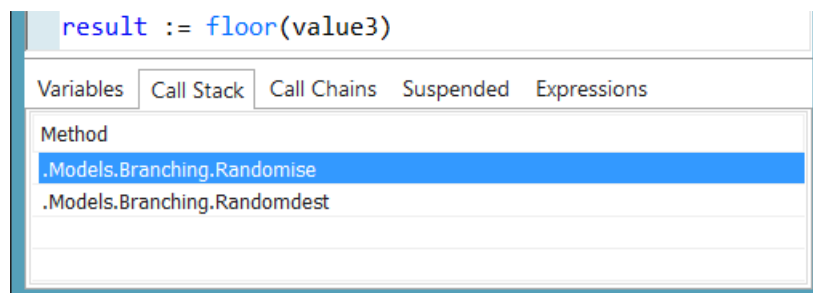 result := floor(value3)
Variables Call Stack Call Chains Suspended Expressions
Method
.Models.Branching.Randomise
.Models.Branching.Randomdest